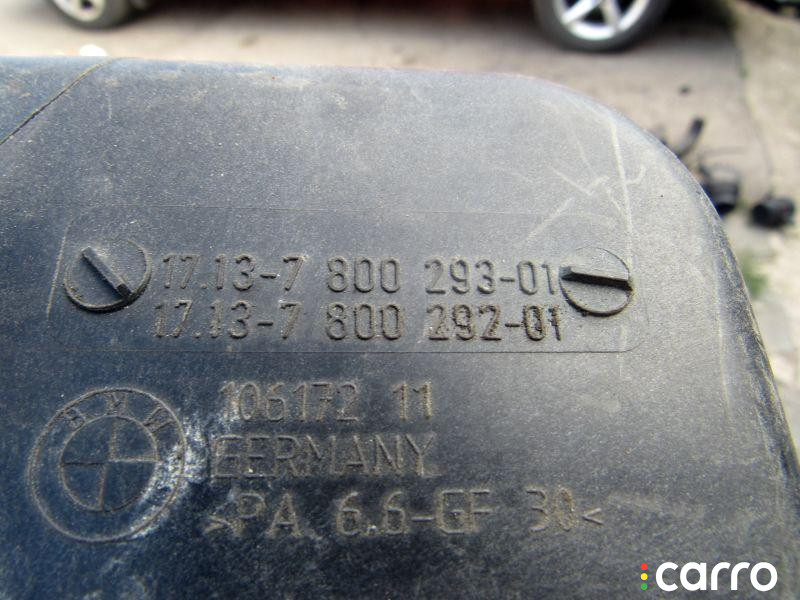 17.13-7 800 293-01
17.13-7 800 292-01
106172 11
BMW
GERMANY
>PA 6.6-GF 30<
carro